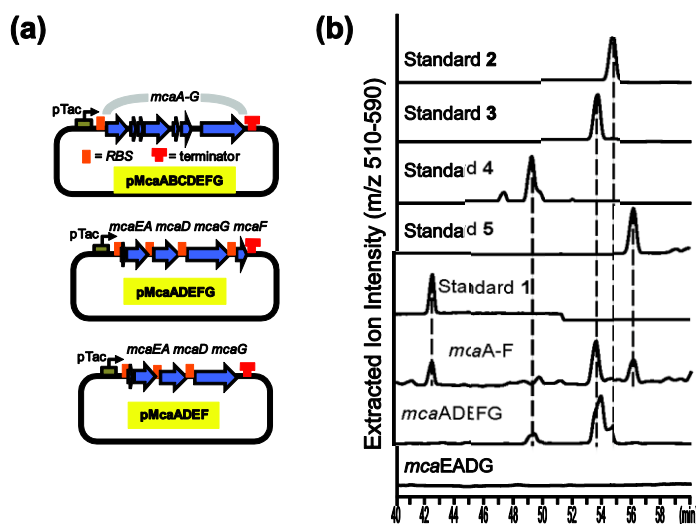 (a)
mcaA-G
pTac
= RBS = terminator
pMcaABCDEFG
mcaEA mcaD mcaG mcaF
pTac
pMcaADEFG
mcaEA mcaD mcaG
pTac
pMcaADEF
(b)
Extracted Ion Intensity (m/z 510-590)
Standard 2
Standard 3
Standad 4
Standad 5
Standard 1
mcaA-F
mcaADEFG
mcaEADG
40 42 44 46 48 50 52 54 56 58 (min)